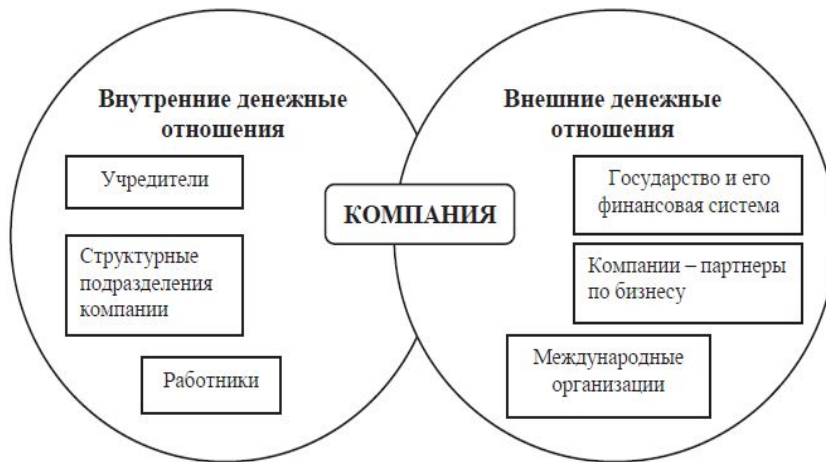 Внутренние денежные
отношения
Учредители
Структурные
подразделения
компании
Работники
КОМПАНИЯ
Внешние денежные
отношения
Государство и его
финансовая система
Компании – партнеры
по бизнесу
Международные
организации